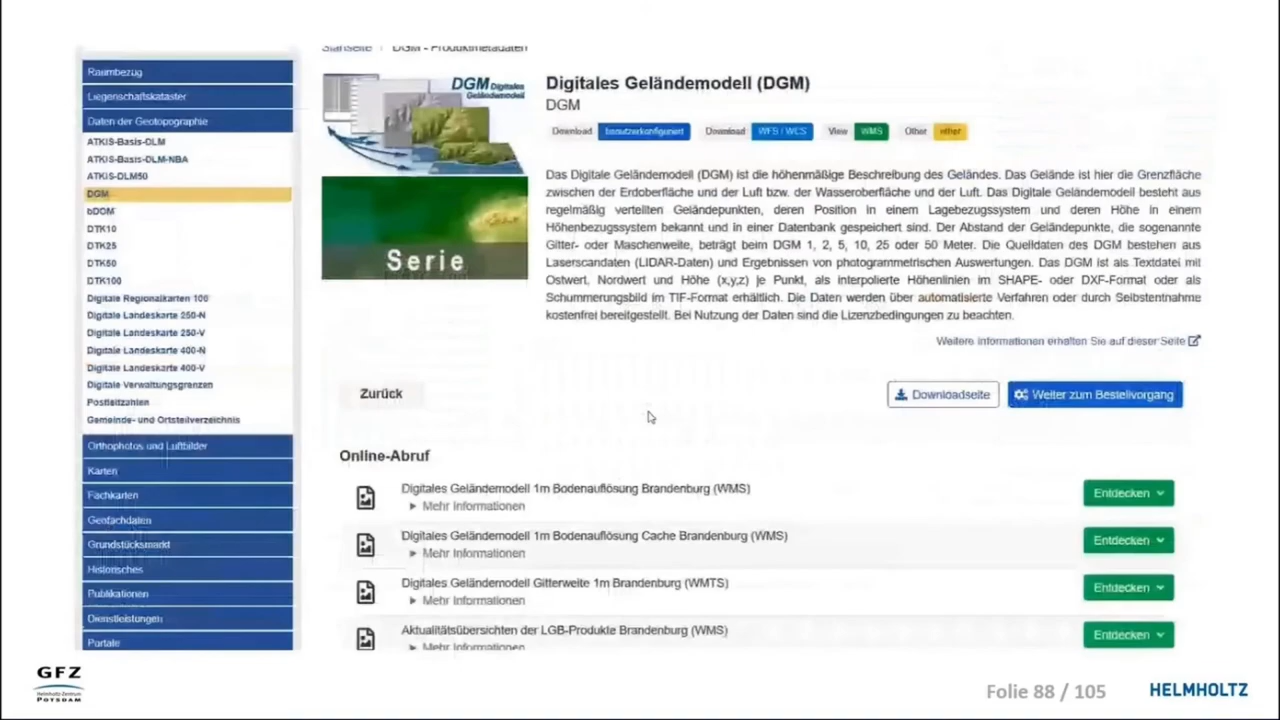 Startseite | DGM - Produktmetadaten
Raumbezug
Liegenschaftskataster
Daten der Geotopographie
ATKIS-Basis-DLM
ATKIS-Basis-DLM-NBA
ATKIS-DLM50
DGM
bDOM
DTK10
DTK25
DTK50
DTK100
Digitale Regionalkarten 100
Digitale Landeskarte 250-N
Digitale Landeskarte 250-V
Digitale Landeskarte 400-N
Digitale Landeskarte 400-V
Digitale Verwaltungsgrenzen
Postleitzahlen
Gemeinde- und Ortsteilverzeichnis
Orthophotos und Luftbilder
Karten
Fachkarten
Geofachdaten
Grundstücksmarkt
Historisches
Publikationen
Dienstleistungen
Portale
DGM Digitales
Geländemodell
Serie
Digitales Geländemodell (DGM)
DGM
Download benutzerkonfiguriert Download WFS / WCS View WMS Other other
Das Digitale Geländemodell (DGM) ist die höhenmäßige Beschreibung des Geländes. Das Gelände ist hier die Grenzfläche
zwischen der Erdoberfläche und der Luft bzw. der Wasseroberfläche und der Luft. Das Digitale Geländemodell besteht aus
regelmäßig verteilten Geländepunkten, deren Position in einem Lagebezugssystem und deren Höhe in einem
Höhenbezugssystem bekannt und in einer Datenbank gespeichert sind. Der Abstand der Geländepunkte, die sogenannte
Gitter- oder Maschenweite, beträgt beim DGM 1, 2, 5, 10, 25 oder 50 Meter. Die Quelldaten des DGM bestehen aus
Laserscandaten (LIDAR-Daten) und Ergebnissen von photogrammetrischen Auswertungen. Das DGM ist als Textdatei mit
Ostwert, Nordwert und Höhe (x,y,z) je Punkt, als interpolierte Höhenlinien im SHAPE- oder DXF-Format oder als
Schummerungsbild im TIF-Format erhältlich. Die Daten werden über automatisierte Verfahren oder durch Selbstentnahme
kostenfrei bereitgestellt. Bei Nutzung der Daten sind die Lizenzbedingungen zu beachten.
Weitere Informationen erhalten Sie auf dieser Seite
Zurück
Downloadseite
Weiter zum Bestellvorgang
Online-Abruf
Digitales Geländemodell 1m Bodenauflösung Brandenburg (WMS)
Mehr Informationen
Entdecken
Digitales Geländemodell 1m Bodenauflösung Cache Brandenburg (WMS)
Mehr Informationen
Entdecken
Digitales Geländemodell Gitterweite 1m Brandenburg (WMTS)
Mehr Informationen
Entdecken
Aktualitätsübersichten der LGB-Produkte Brandenburg (WMS)
Mehr Informationen
Entdecken
GFZ
Helmholtz-Zentrum
POTSDAM
Folie 88 / 105
HELMHOLTZ